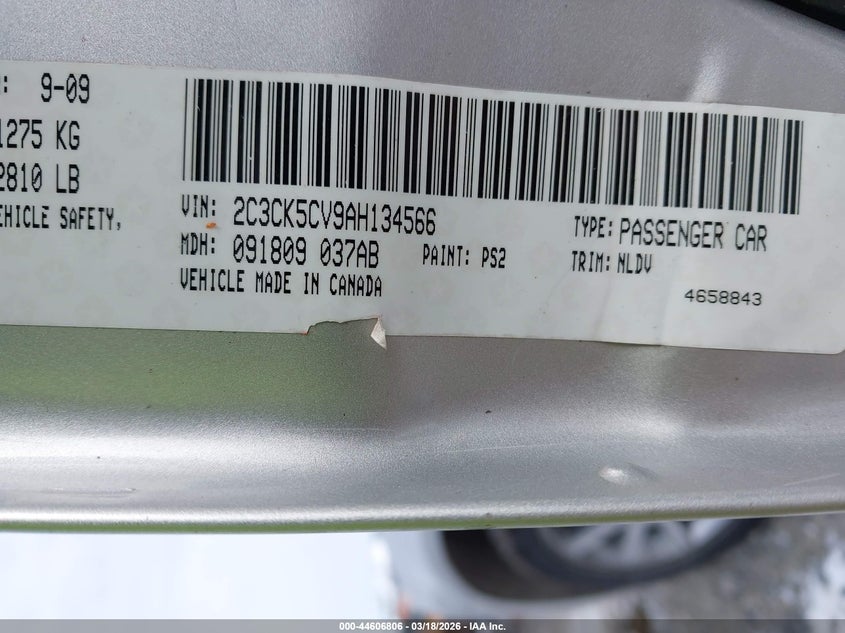 : 9-09
1275 KG
2810 LB
EHICLE SAFETY,
VIN: 2C3CK5CV9AH134566
TYPE: PASSENGER CAR
MDH: 091809 037AB
PAINT: PS2
TRIM: NLDV
VEHICLE MADE IN CANADA
4658843
000-44606806 - 03/18/2026 - IAA Inc.